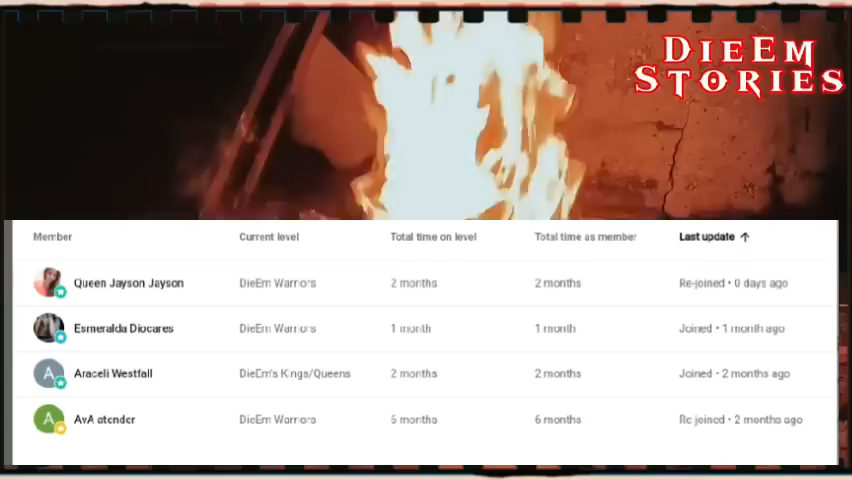 DieEm
Stories
Member Current level Total time on level Total time as member Last update ↑
Queen Jayson Jayson DieEm Warriors 2 months 2 months Re-joined • 0 days ago
Esmeralda Diocares DieEm Warriors 1 month 1 month Joined • 1 month ago
A Araceli Westfall DieEm's Kings/Queens 2 months 2 months Joined • 2 months ago
A AvA atender DieEm Warriors 6 months 6 months Re-joined • 2 months ago